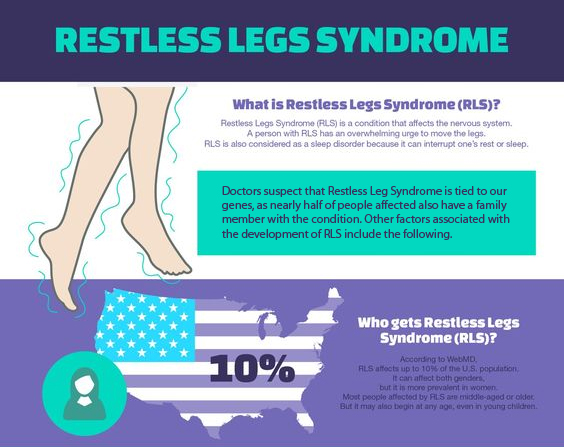 RESTLESS LEGS SYNDROME
What is Restless Legs Syndrome (RLS)?
Restless Legs Syndrome (RLS) is a condition that affects the nervous system.
A person with RLS has an overwhelming urge to move the legs.
RLS is also considered as a sleep disorder because it can interrupt one's rest or sleep.
Doctors suspect that Restless Leg Syndrome is tied to our
genes, as nearly half of people affected also have a family
member with the condition. Other factors associated with
the development of RLS include the following.
10%
Who gets Restless Legs
Syndrome (RLS)?
According to WebMD,
RLS affects up to 10% of the U.S. population.
It can affect both genders,
but it is more prevalent in women.
Most people affected by RLS are middle-aged or older.
But it may also begin at any age, even in young children.